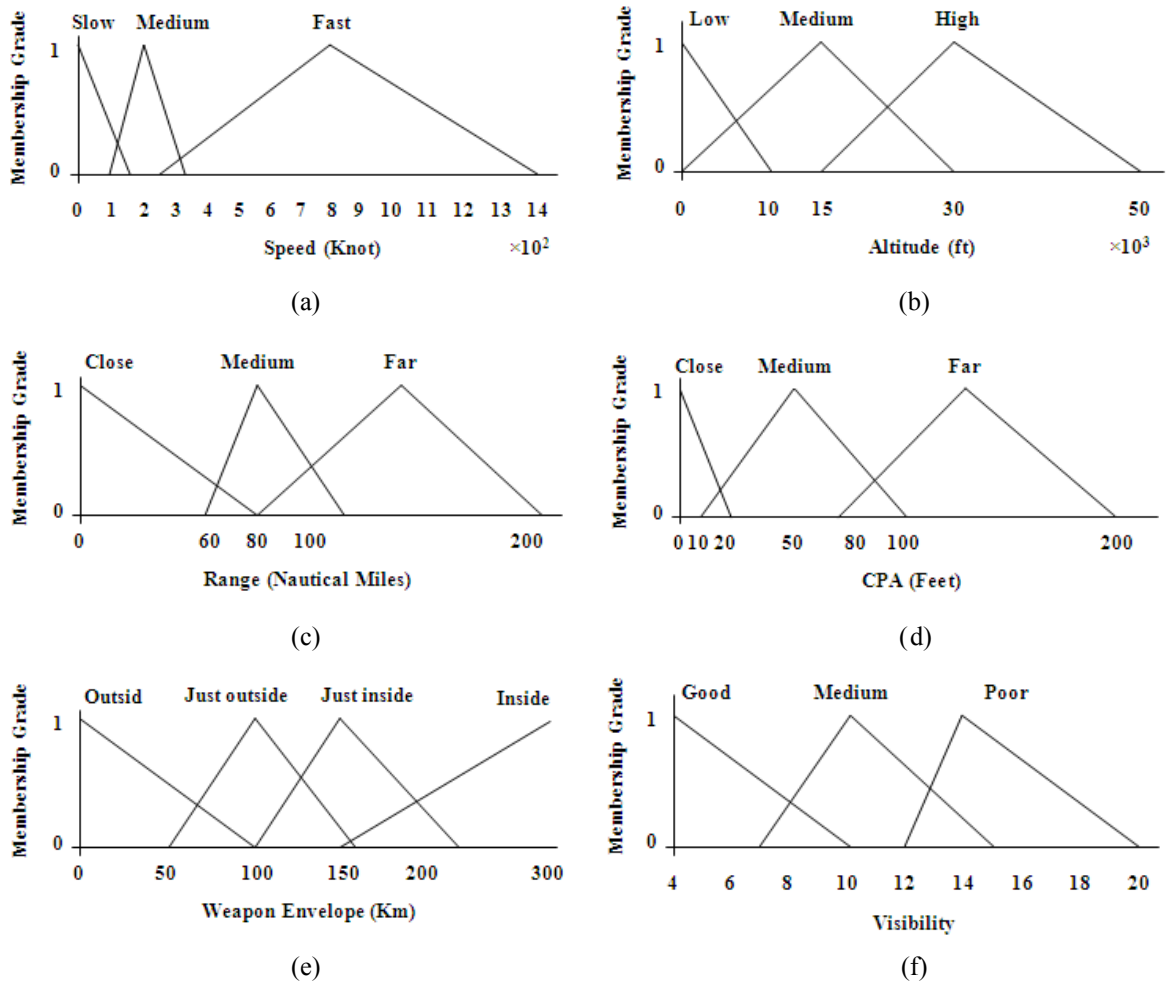 Slow Medium Fast
Membership Grade
1
0
0 1 2 3 4 5 6 7 8 9 10 11 12 13 14
Speed (Knot) ×10²
(a)
Low Medium High
Membership Grade
1
0
0 10 15 30 50
Altitude (ft) ×10³
(b)
Close Medium Far
Membership Grade
1
0
0 60 80 100 200
Range (Nautical Miles)
(c)
Close Medium Far
Membership Grade
1
0
0 10 20 50 80 100 200
CPA (Feet)
(d)
Outsid Just outside Just inside Inside
Membership Grade
1
0
0 50 100 150 200 300
Weapon Envelope (Km)
(e)
Good Medium Poor
Membership Grade
1
0
4 6 8 10 12 14 16 18 20
Visibility
(f)